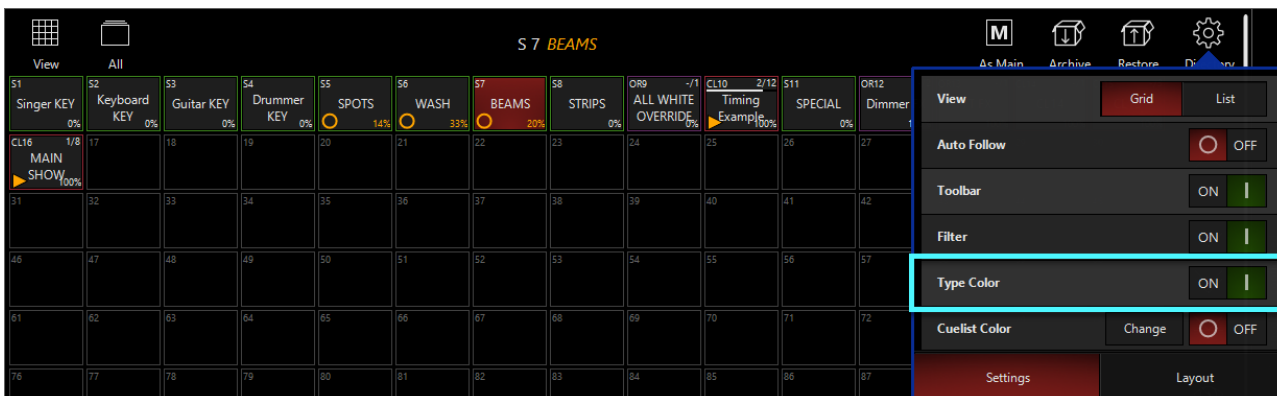 S 7 BEAMS
View
All
M
As Main
Archive
Restore
S1
Singer KEY
0%
S2
Keyboard
KEY
0%
S3
Guitar KEY
0%
S4
Drummer
KEY
0%
S5
SPOTS
14%
S6
WASH
33%
S7
BEAMS
20%
S8
STRIPS
0%
OR9 -/1
ALL WHITE
OVERRIDE
0%
CL10 2/12
Timing
Example
100%
S11
SPECIAL
0%
OR12
Dimmer
CL16 1/8
MAIN
SHOW
100%
17 18 19 20 21 22 23 24 25 26 27
31 32 33 34 35 36 37 38 39 40 41 42
46 47 48 49 50 51 52 53 54 55 56 57
61 62 63 64 65 66 67 68 69 70 71 72
76 77 78 79 80 81 82 83 84 85 86 87
View Grid List
Auto Follow OFF
Toolbar ON
Filter ON
Type Color ON
Cuelist Color Change OFF
Settings Layout